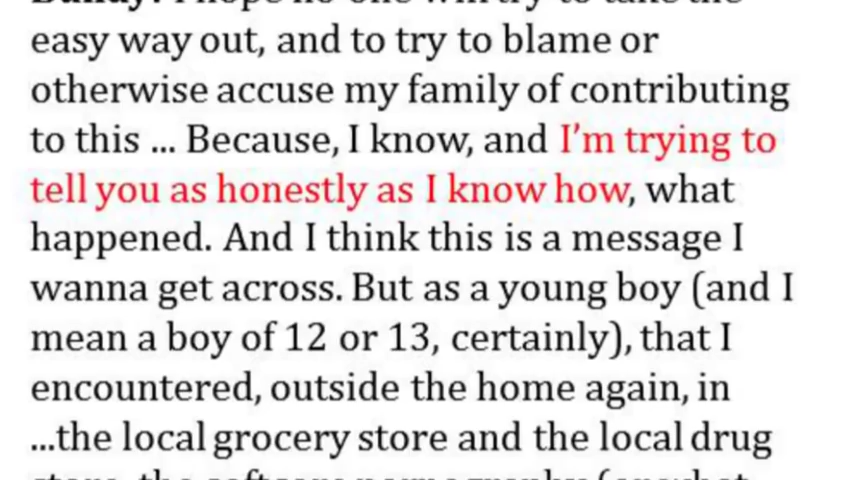 easy way out, and to try to blame or
otherwise accuse my family of contributing
to this ... Because, I know, and I'm trying to
tell you as honestly as I know how, what
happened. And I think this is a message I
wanna get across. But as a young boy (and I
mean a boy of 12 or 13, certainly), that I
encountered, outside the home again, in
...the local grocery store and the local drug